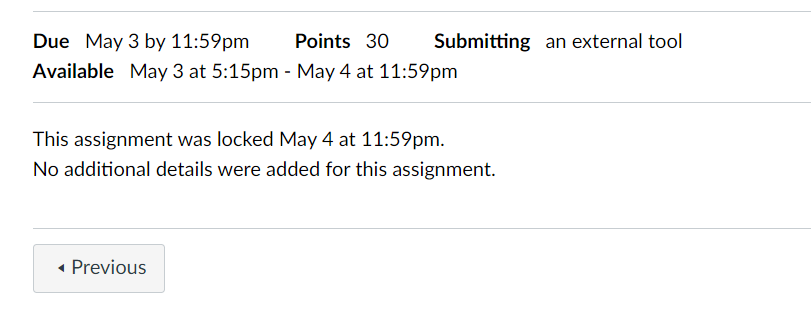 Due May 3 by 11:59pm Points 30 Submitting an external tool
Available May 3 at 5:15pm - May 4 at 11:59pm
This assignment was locked May 4 at 11:59pm.
No additional details were added for this assignment.
Previous